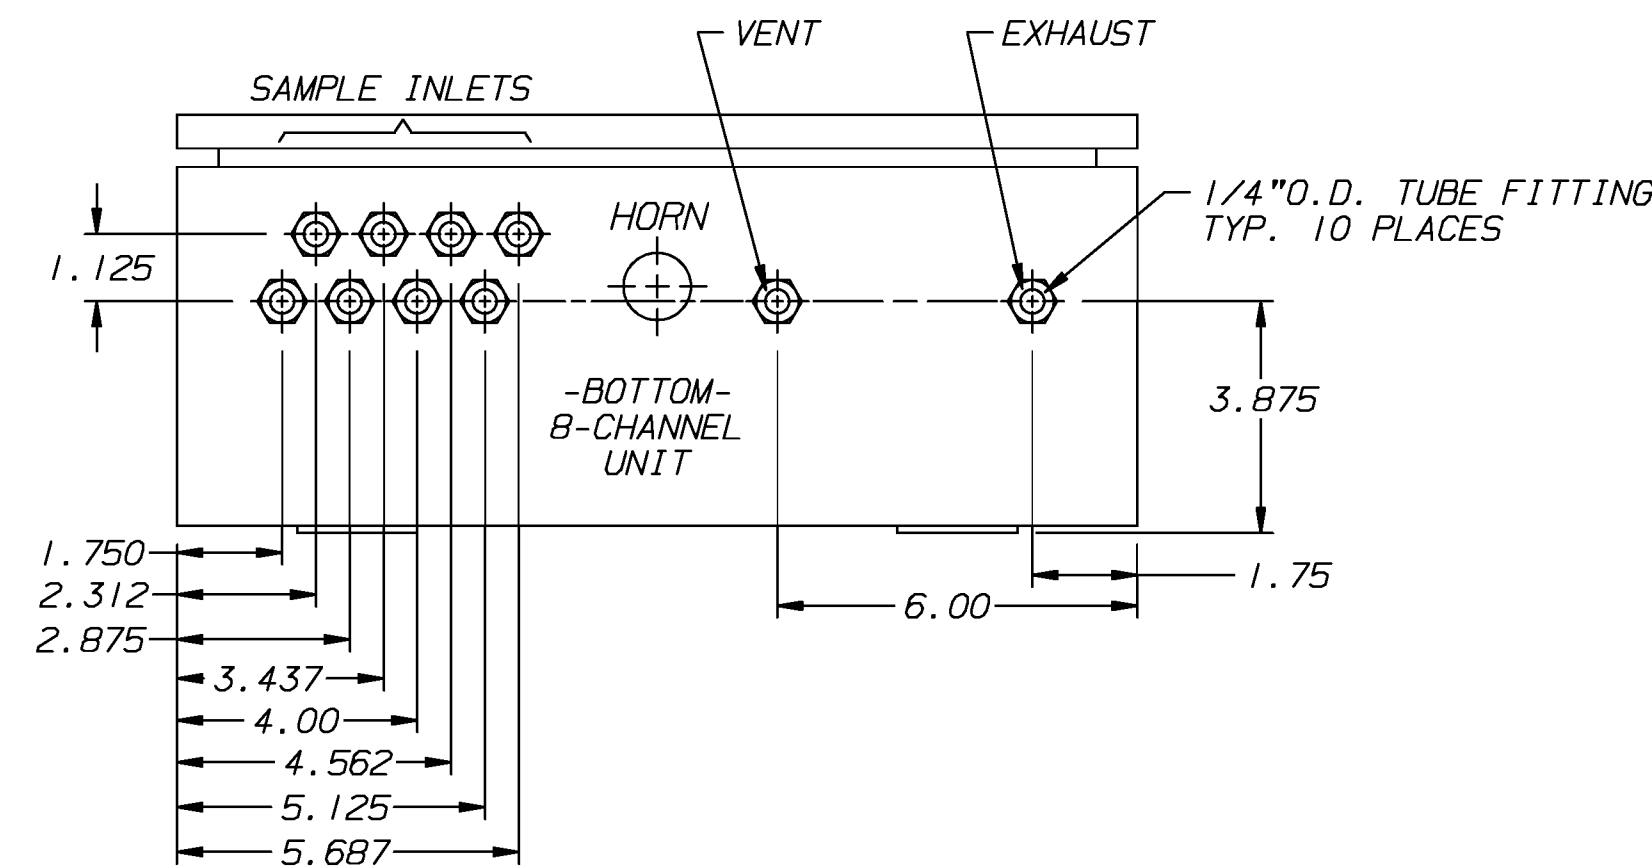 VENT
EXHAUST
SAMPLE INLETS
1/4"O.D. TUBE FITTING
TYP. 10 PLACES
HORN
1.125
-BOTTOM-
8-CHANNEL
UNIT
3.875
1.750
2.312
2.875
3.437
4.00
4.562
5.125
5.687
6.00
1.75